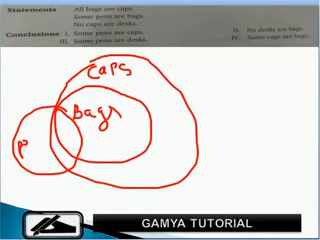 Statements All bags are caps.
Some pens are bags.
No caps are desks.
Conclusions I. Some pens are caps. II. No desks are bags.
III. Some pens are desks. IV. Some caps are bags.
Caps
Bags
P
GAMYA TUTORIAL